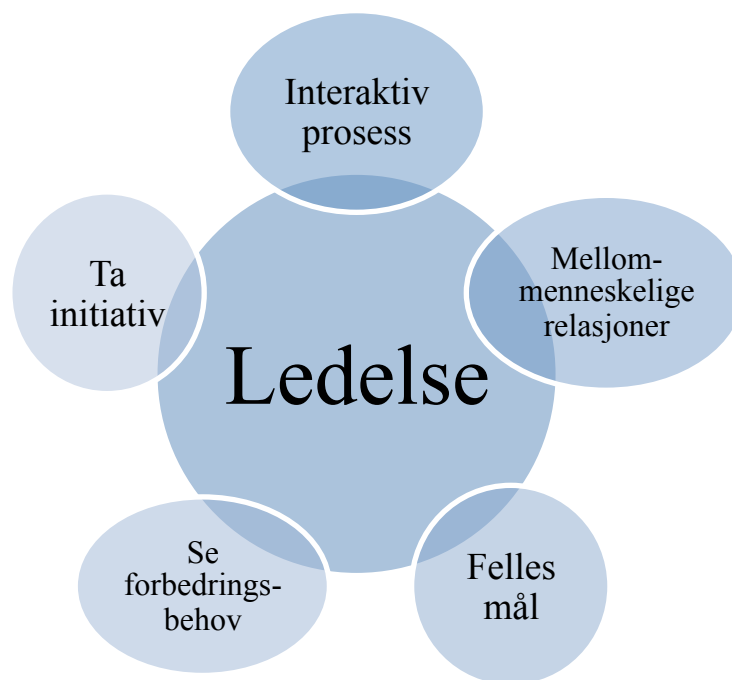 Interaktiv
prosess
Mellom-
menneskelige
relasjoner
Ta
initiativ
Ledelse
Felles
mål
Se
forbedrings-
behov